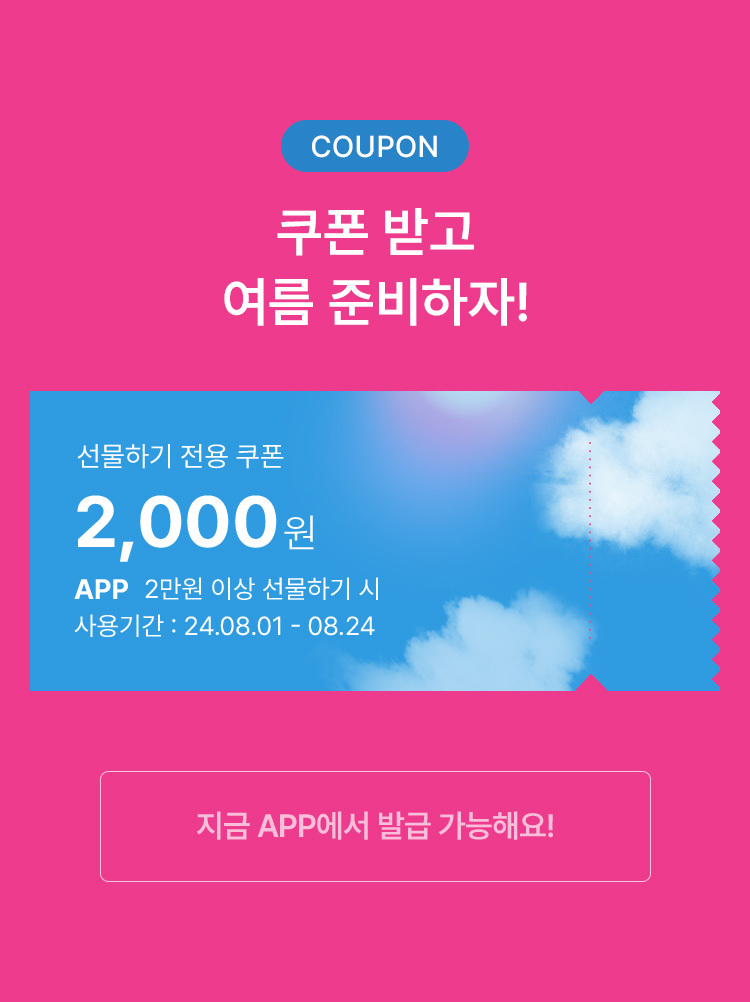 COUPON
쿠폰 받고
여름 준비하자!
선물하기 전용 쿠폰
2,000원
APP 2만원 이상 선물하기 시
사용기간 : 24.08.01 - 08.24
지금 APP에서 발급 가능해요!